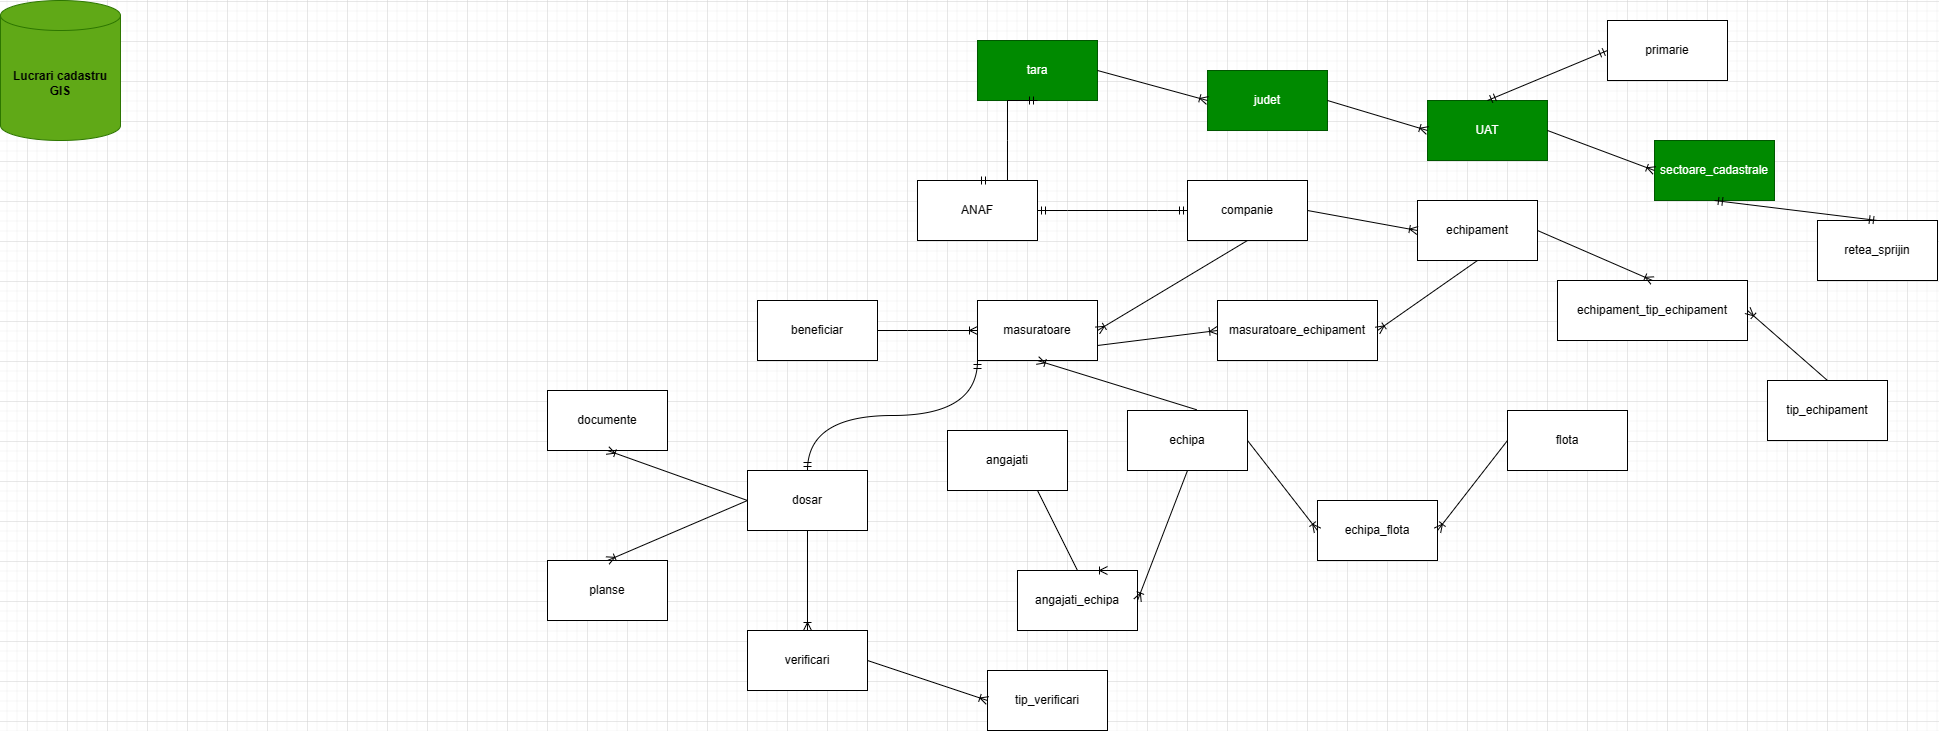 Lucrari cadastru
GIS
tara
judet
primarie
UAT
sectoare_cadastrale
retea_sprijin
ANAF
companie
echipament
echipament_tip_echipament
tip_echipament
beneficiar
masuratoare
masuratoare_echipament
documente
angajati
echipa
flota
dosar
echipa_flota
planse
angajati_echipa
verificari
tip_verificari